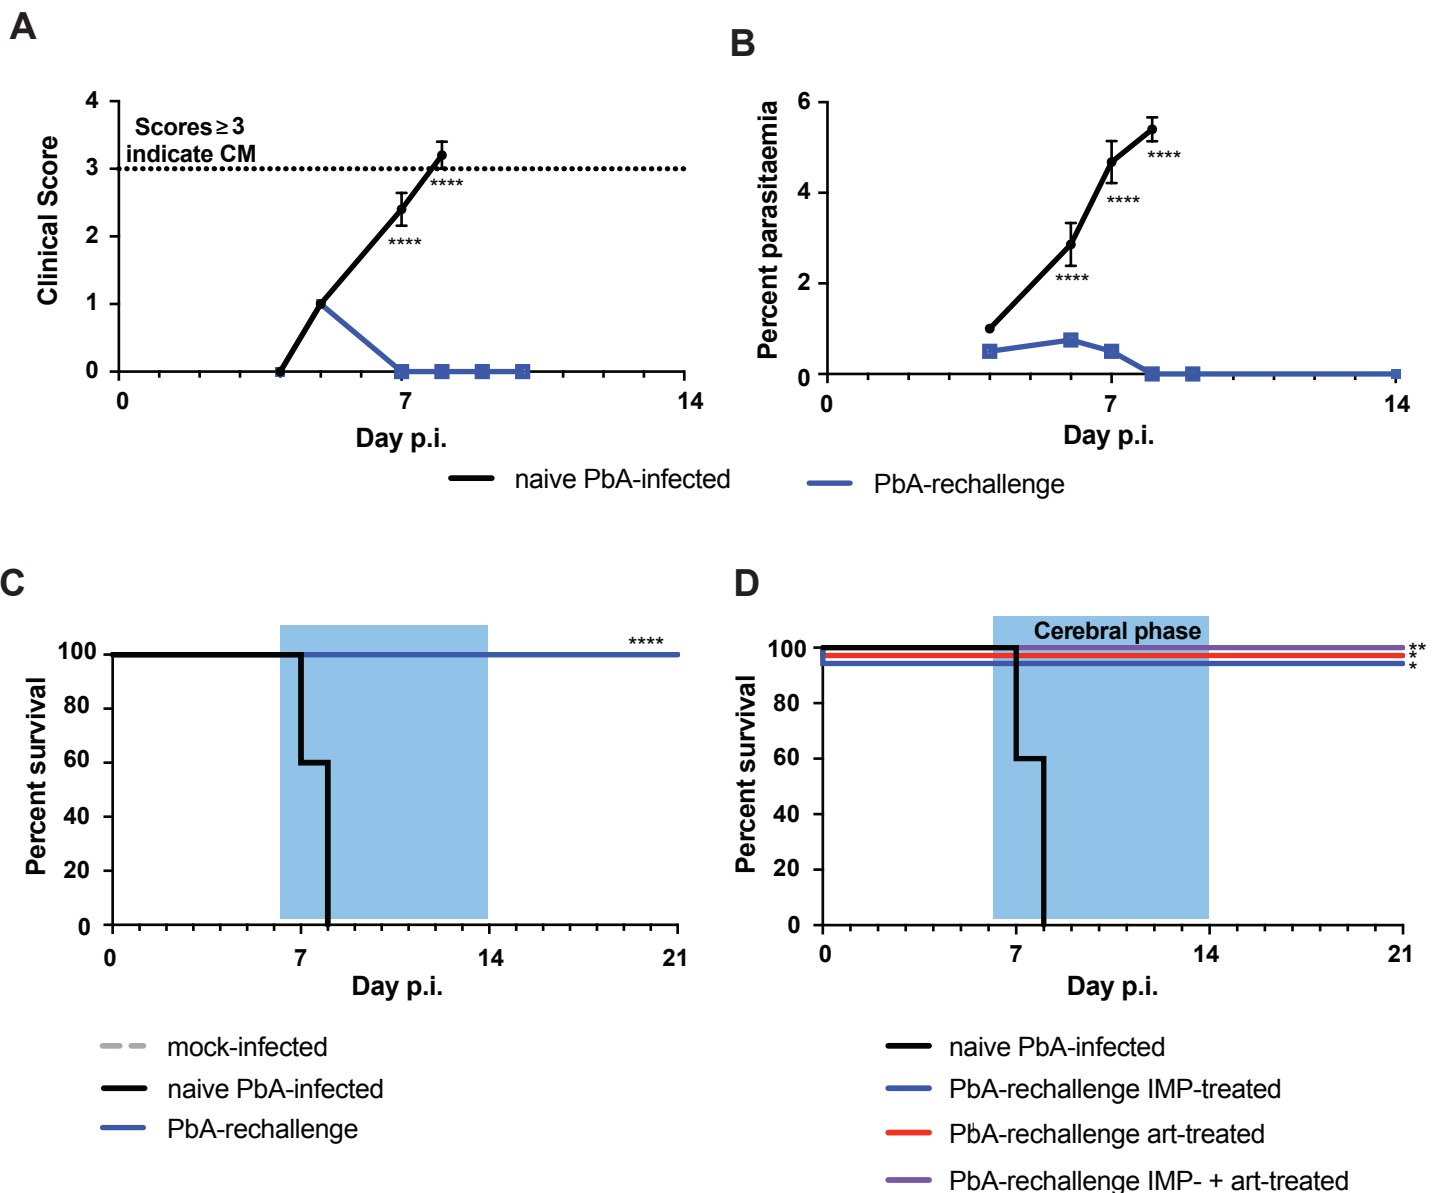 A
B
4
3
2
1
0
Clinical Score
Scores ≥ 3
indicate CM
****
****
0
7
14
Day p.i.
6
4
2
0
Percent parasitaemia
****
****
****
0
7
14
Day p.i.
naive PbA-infected
PbA-rechallenge
C
D
100
80
60
40
20
0
Percent survival
****
0
7
14
21
Day p.i.
mock-infected
naive PbA-infected
PbA-rechallenge
100
80
60
40
20
0
Percent survival
Cerebral phase
**
*
*
0
7
14
21
Day p.i.
naive PbA-infected
PbA-rechallenge IMP-treated
PbA-rechallenge art-treated
PbA-rechallenge IMP- + art-treated